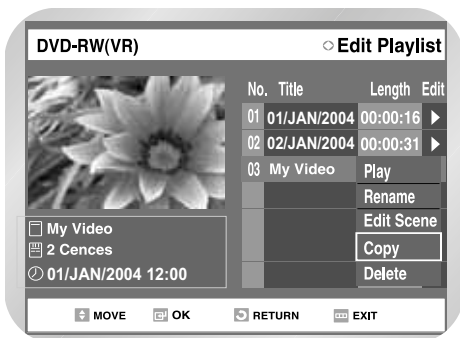 DVD-RW(VR) Edit Playlist
No. Title Length Edit
01 01/JAN/2004 00:00:16
02 02/JAN/2004 00:00:31
03 My Video Play
Rename
Edit Scene
Copy
Delete
My Video
2 Cences
01/JAN/2004 12:00
MOVE OK RETURN EXIT